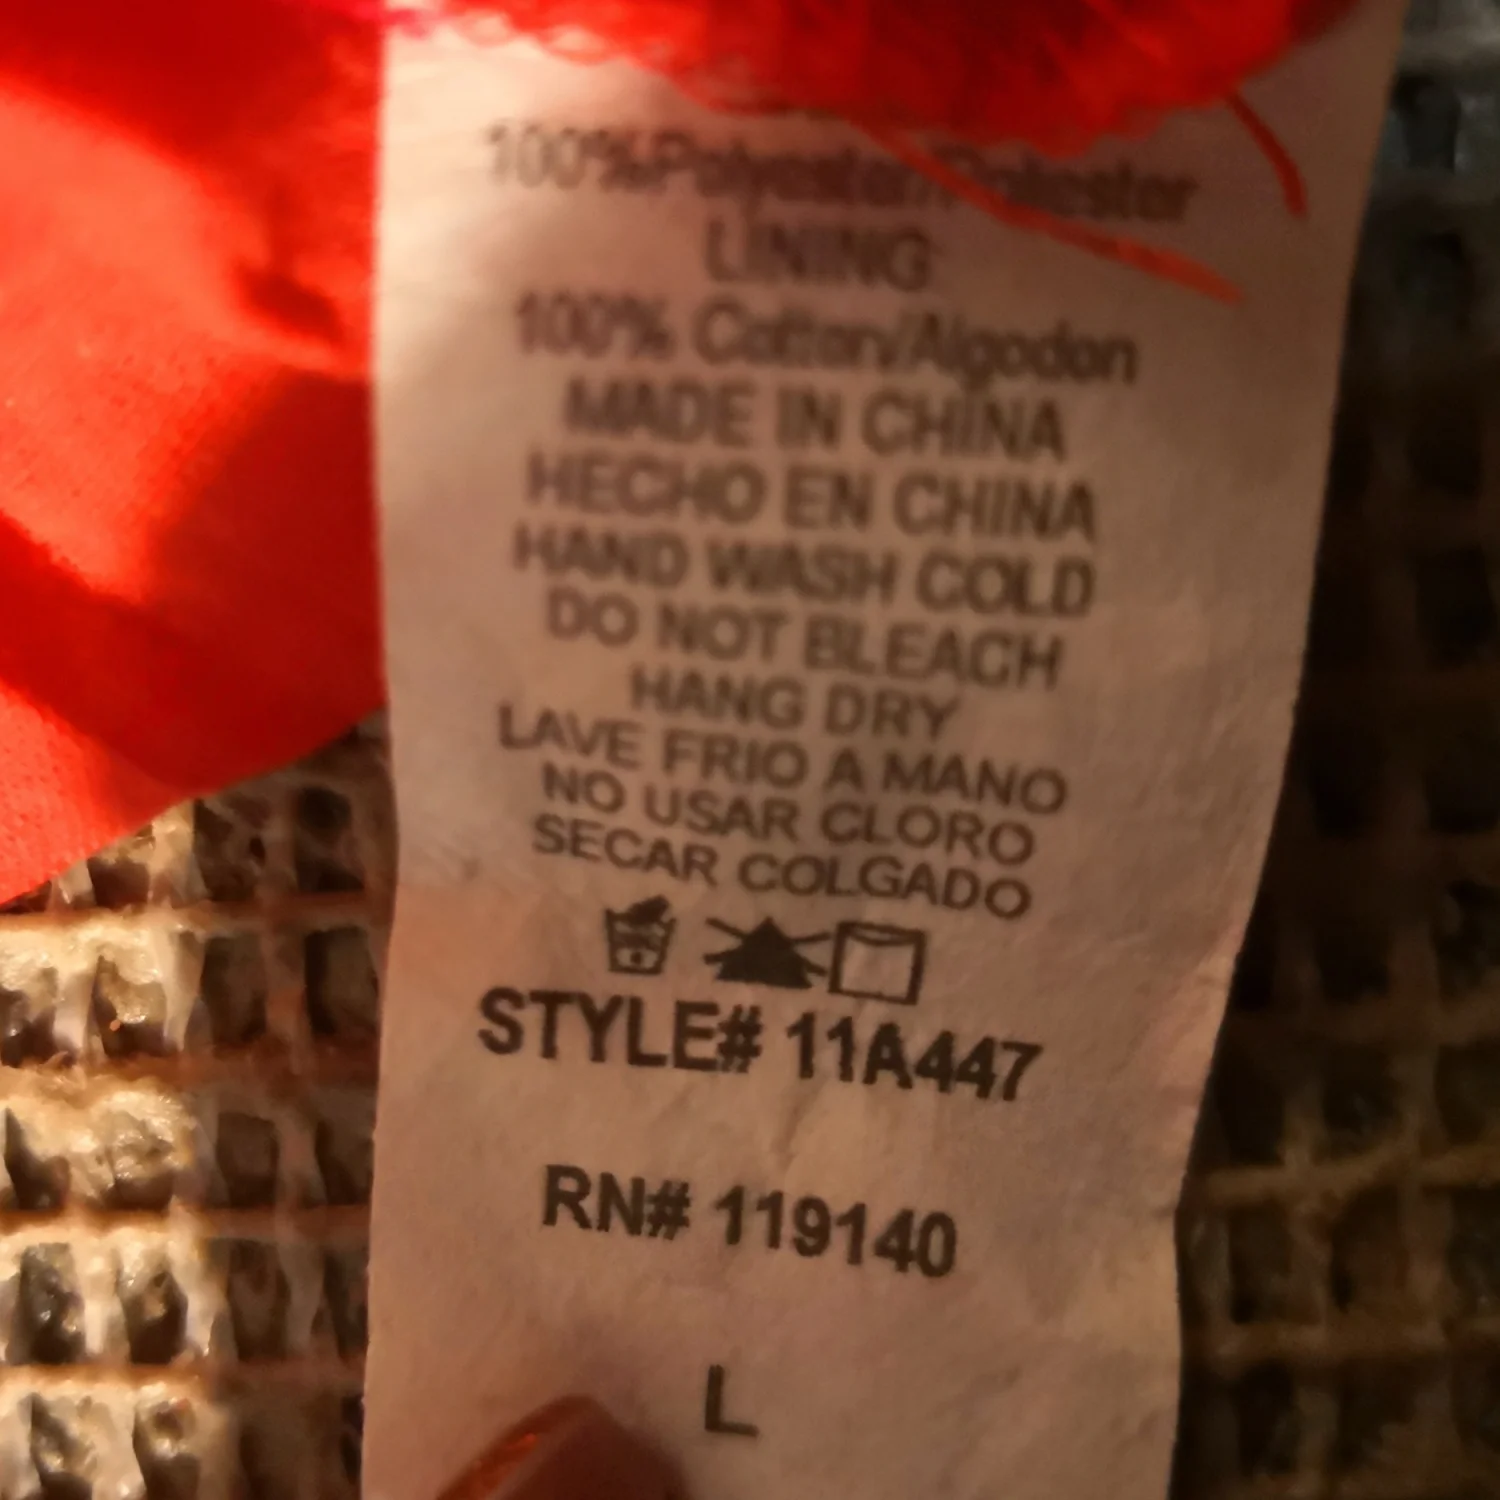 100%Polyester/Poliester
LINING
100% Cotton/Algodon
MADE IN CHINA
HECHO EN CHINA
HAND WASH COLD
DO NOT BLEACH
HANG DRY
LAVE FRIO A MANO
NO USAR CLORO
SECAR COLGADO
STYLE# 11A447
RN# 119140
L